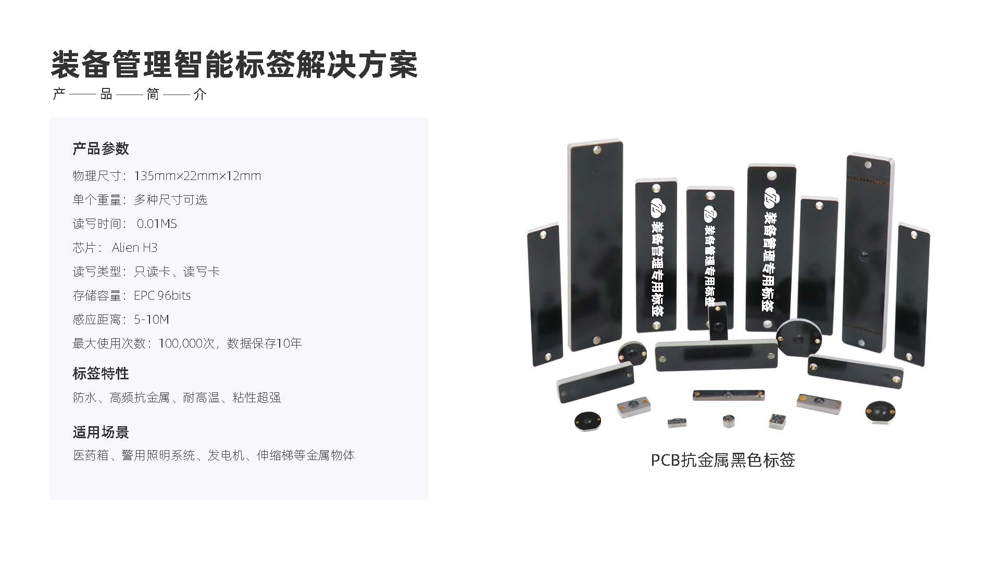 装备管理智能标签解决方案
产——品——简——介
产品参数
物理尺寸：135mm×22mm×12mm
单个重量：多种尺寸可选
读写时间： 0.01MS
芯片： Alien H3
读写类型：只读卡、读写卡
存储容量：EPC 96bits
感应距离：5-10M
最大使用次数：100,000次，数据保存10年
标签特性
防水、高频抗金属、耐高温、粘性超强
适用场景
医药箱、警用照明系统、发电机、伸缩梯等金属物体
装备管理专用标签
装备管理专用标签
装备管理专用标签
PCB抗金属黑色标签